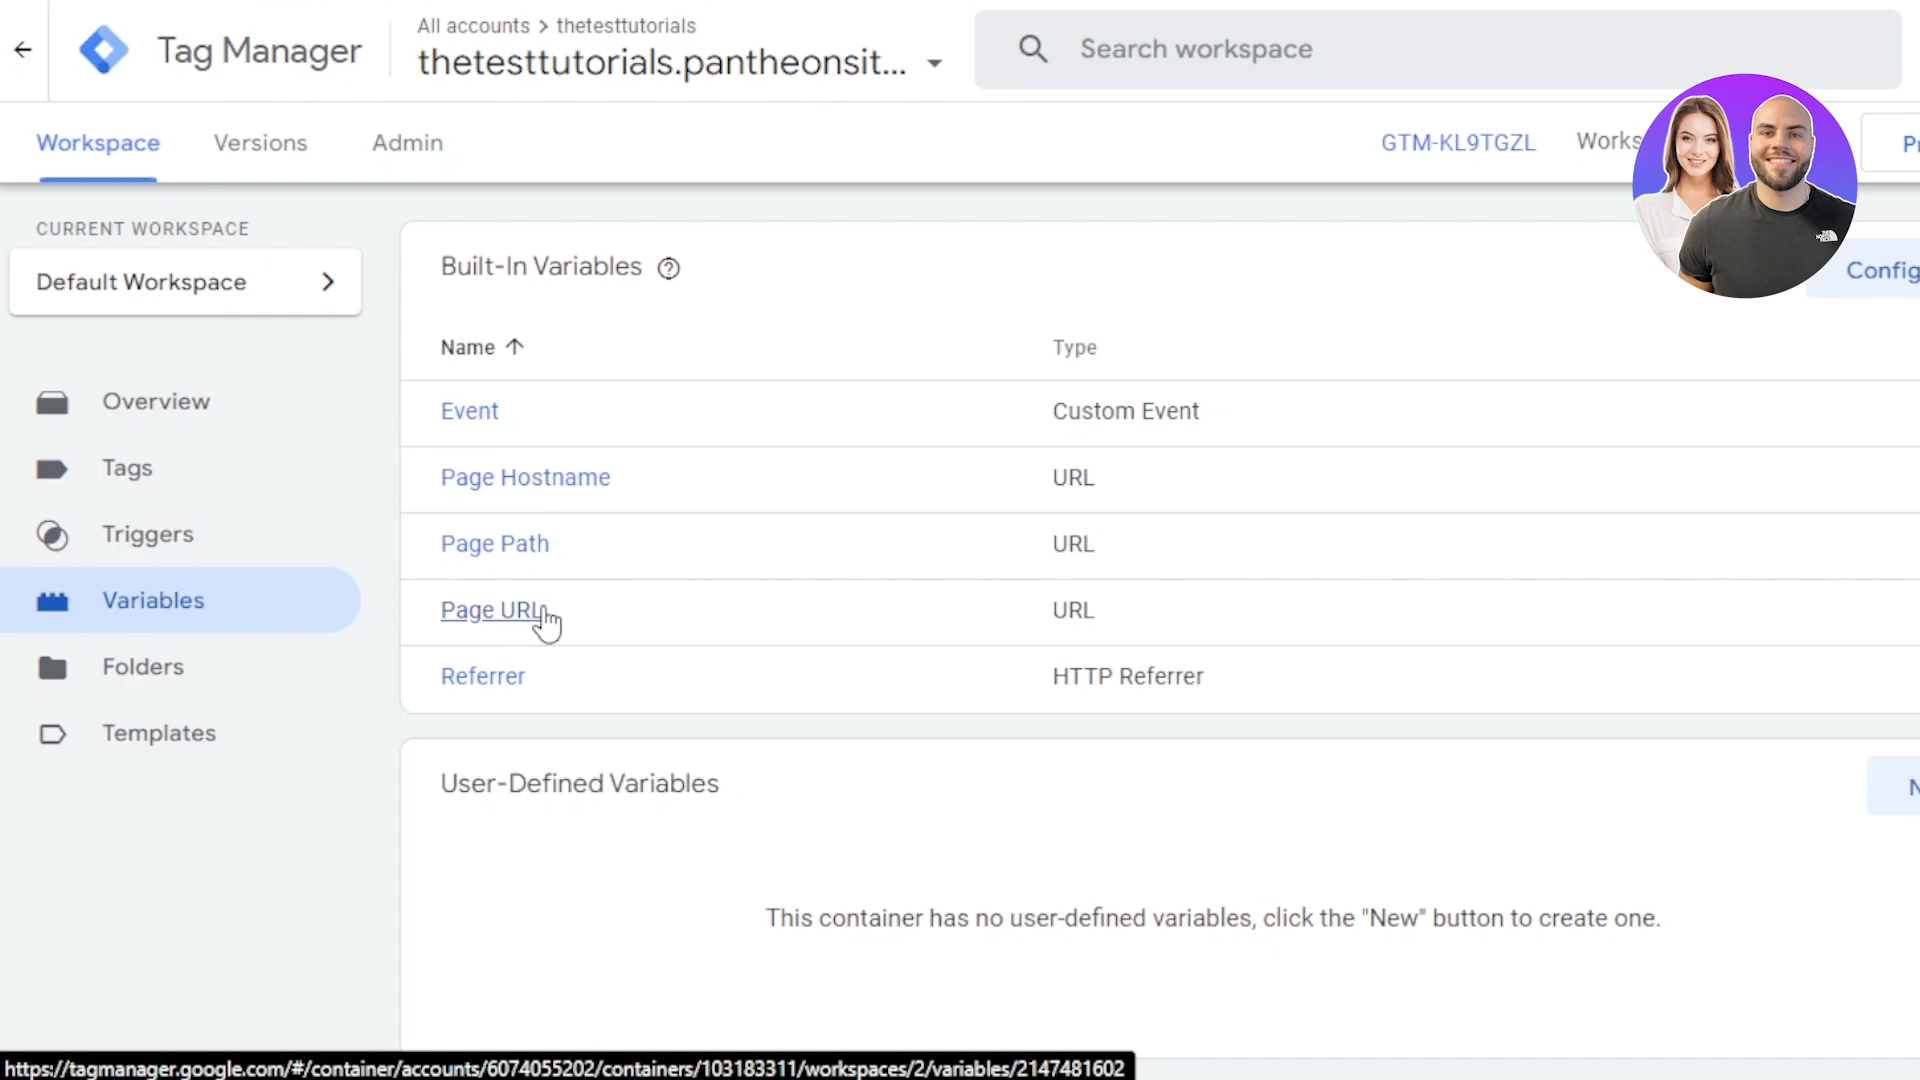 Tag Manager
All accounts > thetesttutorials
thetesttutorials.pantheonsit...
Search workspace
Workspace
Versions
Admin
GTM-KL9TGZL
Works
Pr
CURRENT WORKSPACE
Default Workspace
Overview
Tags
Triggers
Variables
Folders
Templates
Built-In Variables
Config
Name
Type
Event
Custom Event
Page Hostname
URL
Page Path
URL
Page URL
URL
Referrer
HTTP Referrer
User-Defined Variables
N
This container has no user-defined variables, click the "New" button to create one.
https://tagmanager.google.com/#/container/accounts/6074055202/containers/103183311/workspaces/2/variables/2147481602